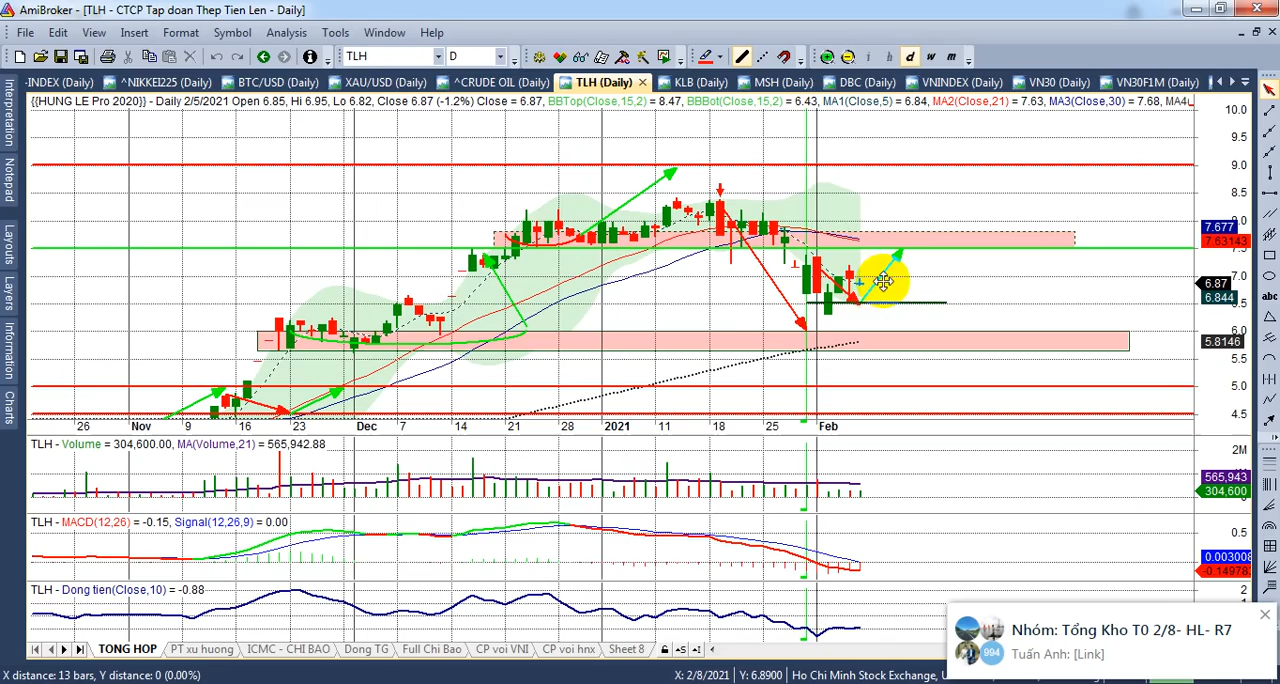 AmiBroker - [TLH - CTCP Tap doan Thep Tien Len - Daily]
File Edit View Insert Format Symbol Analysis Tools Window Help
TLH D
d w m
-INDEX (Daily) ^NIKKEI225 (Daily) BTC/USD (Daily) XAU/USD (Daily) ^CRUDE OIL (Daily) TLH (Daily) KLB (Daily) MSH (Daily) DBC (Daily) VNINDEX (Daily) VN30 (Daily) VN30F1M (Daily)
Interpretation
Notepad
Layouts
Layers
Information
Charts
abc
{{HUNG LE Pro 2020}} - Daily 2/5/2021 Open 6.85, Hi 6.95, Lo 6.82, Close 6.87 (-1.2%) Close = 6.87, BBTop(Close,15,2) = 8.47, BBBot(Close,15,2) = 6.43, MA1(Close,5) = 6.84, MA2(Close,21) = 7.63, MA3(Close,30) = 7.68, MA4(
10.0
9.5
9.0
8.5
8.0
7.677
7.63143
7.0
6.87
6.844
6.5
6.0
5.8146
5.5
5.0
4.5
26 Nov 9 16 23 Dec 7 14 21 2021 11 18 25 Feb
TLH - Volume = 304,600.00, MA(Volume,21) = 565,942.88
2M
565,943
304,600
TLH - MACD(12,26) = -0.15, Signal(12,26,9) = 0.00
0.5
0.003008
-0.14978
TLH - Dong tien(Close,10) = -0.88
2
1
Nhóm: Tổng Kho T0 2/8- HL- R7
994
Tuấn Anh: [Link]
TONG HOP PT xu huong ICMC - CHI BAO Dong TG Full Chi Bao CP voi VNI CP voi hnx Sheet 8
X distance: 13 bars, Y distance: 0 (0.00%) X: 2/8/2021 Y: 6.8900 Ho Chi Minh Stock Exchange,